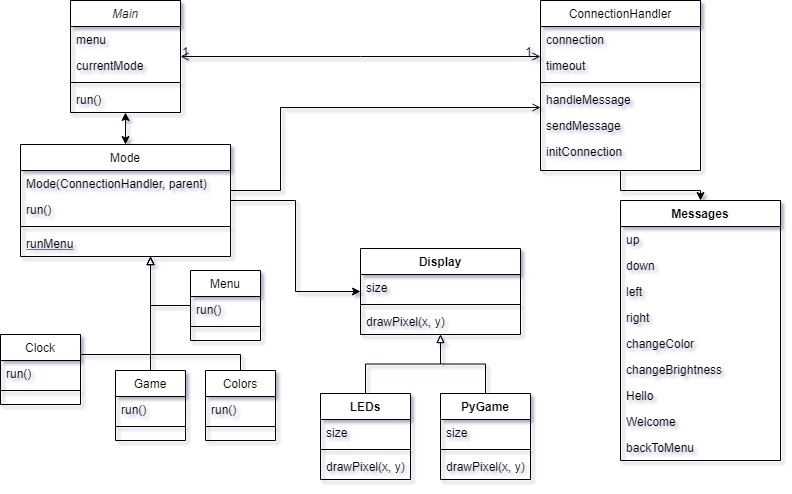 Main
menu
currentMode
run()
1
1
ConnectionHandler
connection
timeout
handleMessage
sendMessage
initConnection
Mode
Mode(ConnectionHandler, parent)
run()
runMenu
Messages
up
down
left
right
changeColor
changeBrightness
Hello
Welcome
backToMenu
Display
size
drawPixel(x, y)
Menu
run()
Clock
run()
Game
run()
Colors
run()
LEDs
size
drawPixel(x, y)
PyGame
size
drawPixel(x, y)